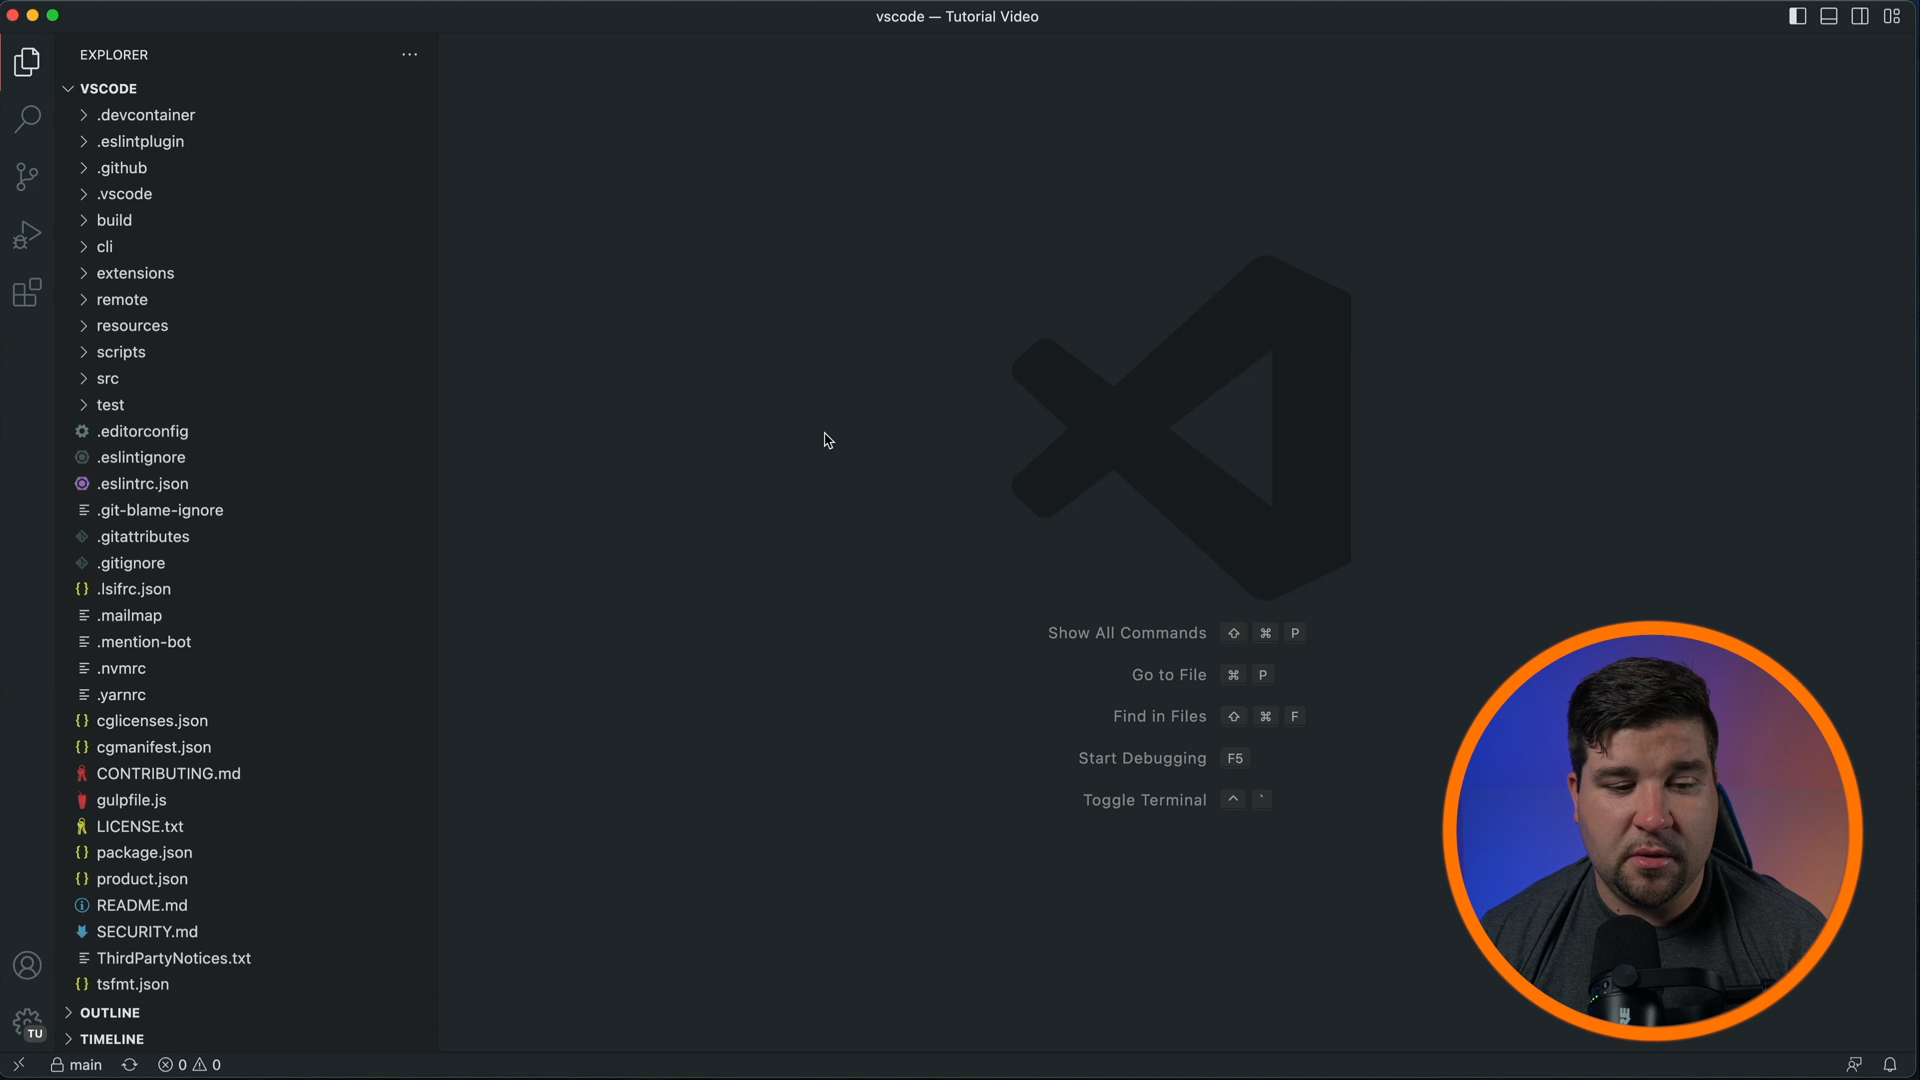 vscode — Tutorial Video
EXPLORER
VSCODE
.devcontainer
.eslintplugin
.github
.vscode
build
cli
extensions
remote
resources
scripts
src
test
.editorconfig
.eslintignore
.eslintrc.json
.git-blame-ignore
.gitattributes
.gitignore
.lsifrc.json
.mailmap
.mention-bot
.nvmrc
.yarnrc
cglicenses.json
cgmanifest.json
CONTRIBUTING.md
gulpfile.js
LICENSE.txt
package.json
product.json
README.md
SECURITY.md
ThirdPartyNotices.txt
tsfmt.json
OUTLINE
TIMELINE
TU
main
0 0
Show All Commands ⇧ ⌘ P
Go to File ⌘ P
Find in Files ⇧ ⌘ F
Start Debugging F5
Toggle Terminal ^ `